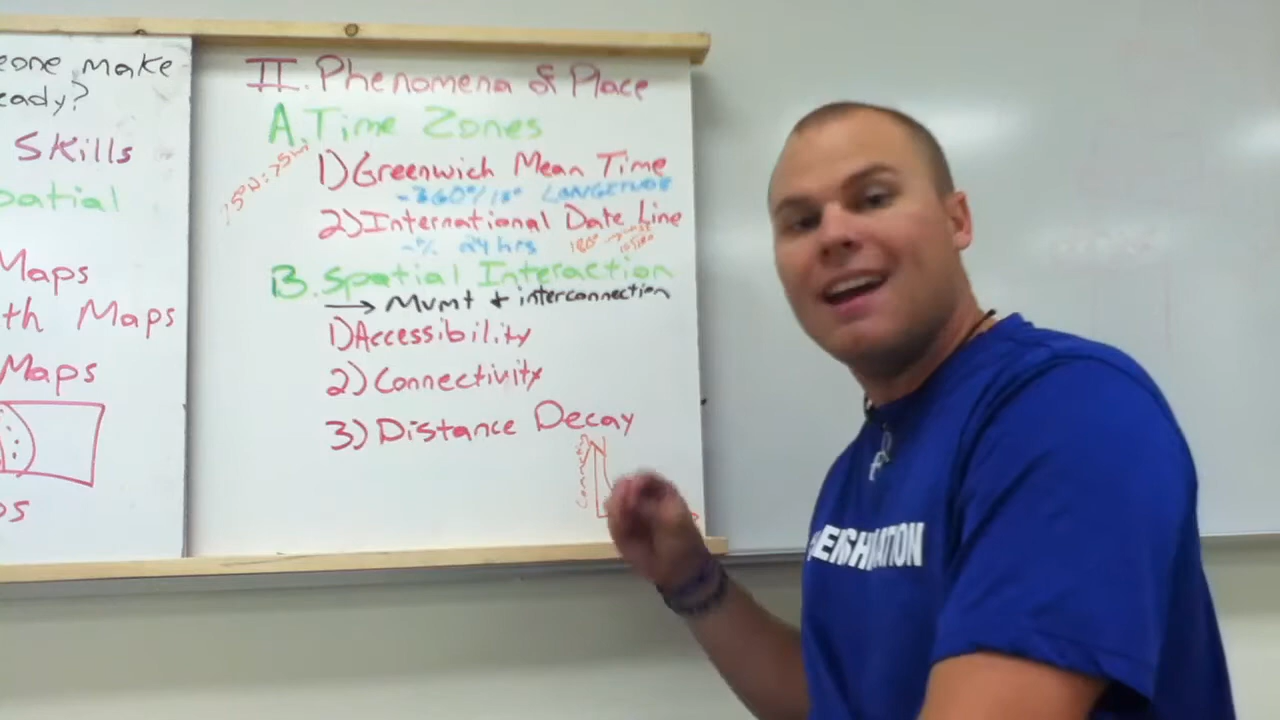 eone make
eady?
Skills
patial
Maps
th Maps
Maps
ps
II. Phenomena of Place
A. Time Zones
1) Greenwich Mean Time
LONGITUDE
2) International Date Line
24 hrs
180°
B. Spatial Interaction
→ Mvmt + interconnection
1) Accessibility
2) Connectivity
3) Distance Decay